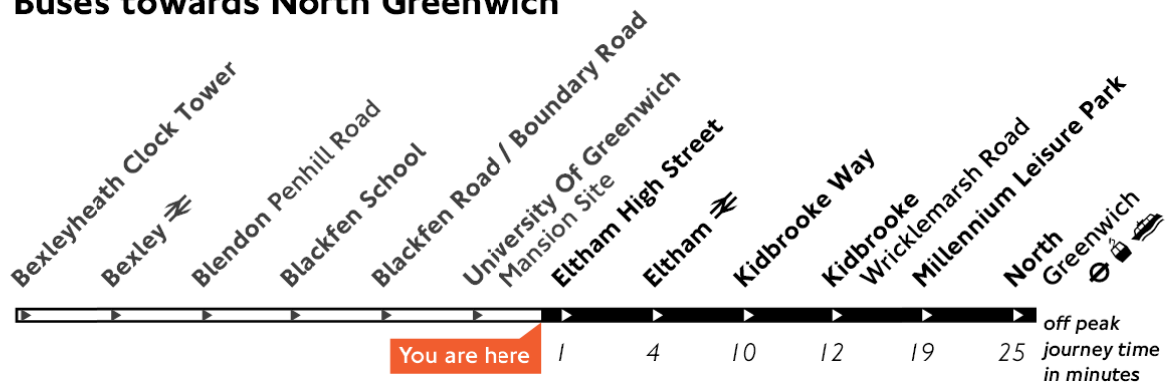 Buses towards North Greenwich
Bexleyheath Clock Tower
Bexley
Blendon Penhill Road
Blackfen School
Blackfen Road / Boundary Road
University Of Greenwich
Mansion Site
Eltham High Street
Eltham
Kidbrooke Way
Kidbrooke
Wricklemarsh Road
Millennium Leisure Park
North
Greenwich
You are here
1
4
10
12
19
25
off peak
journey time
in minutes